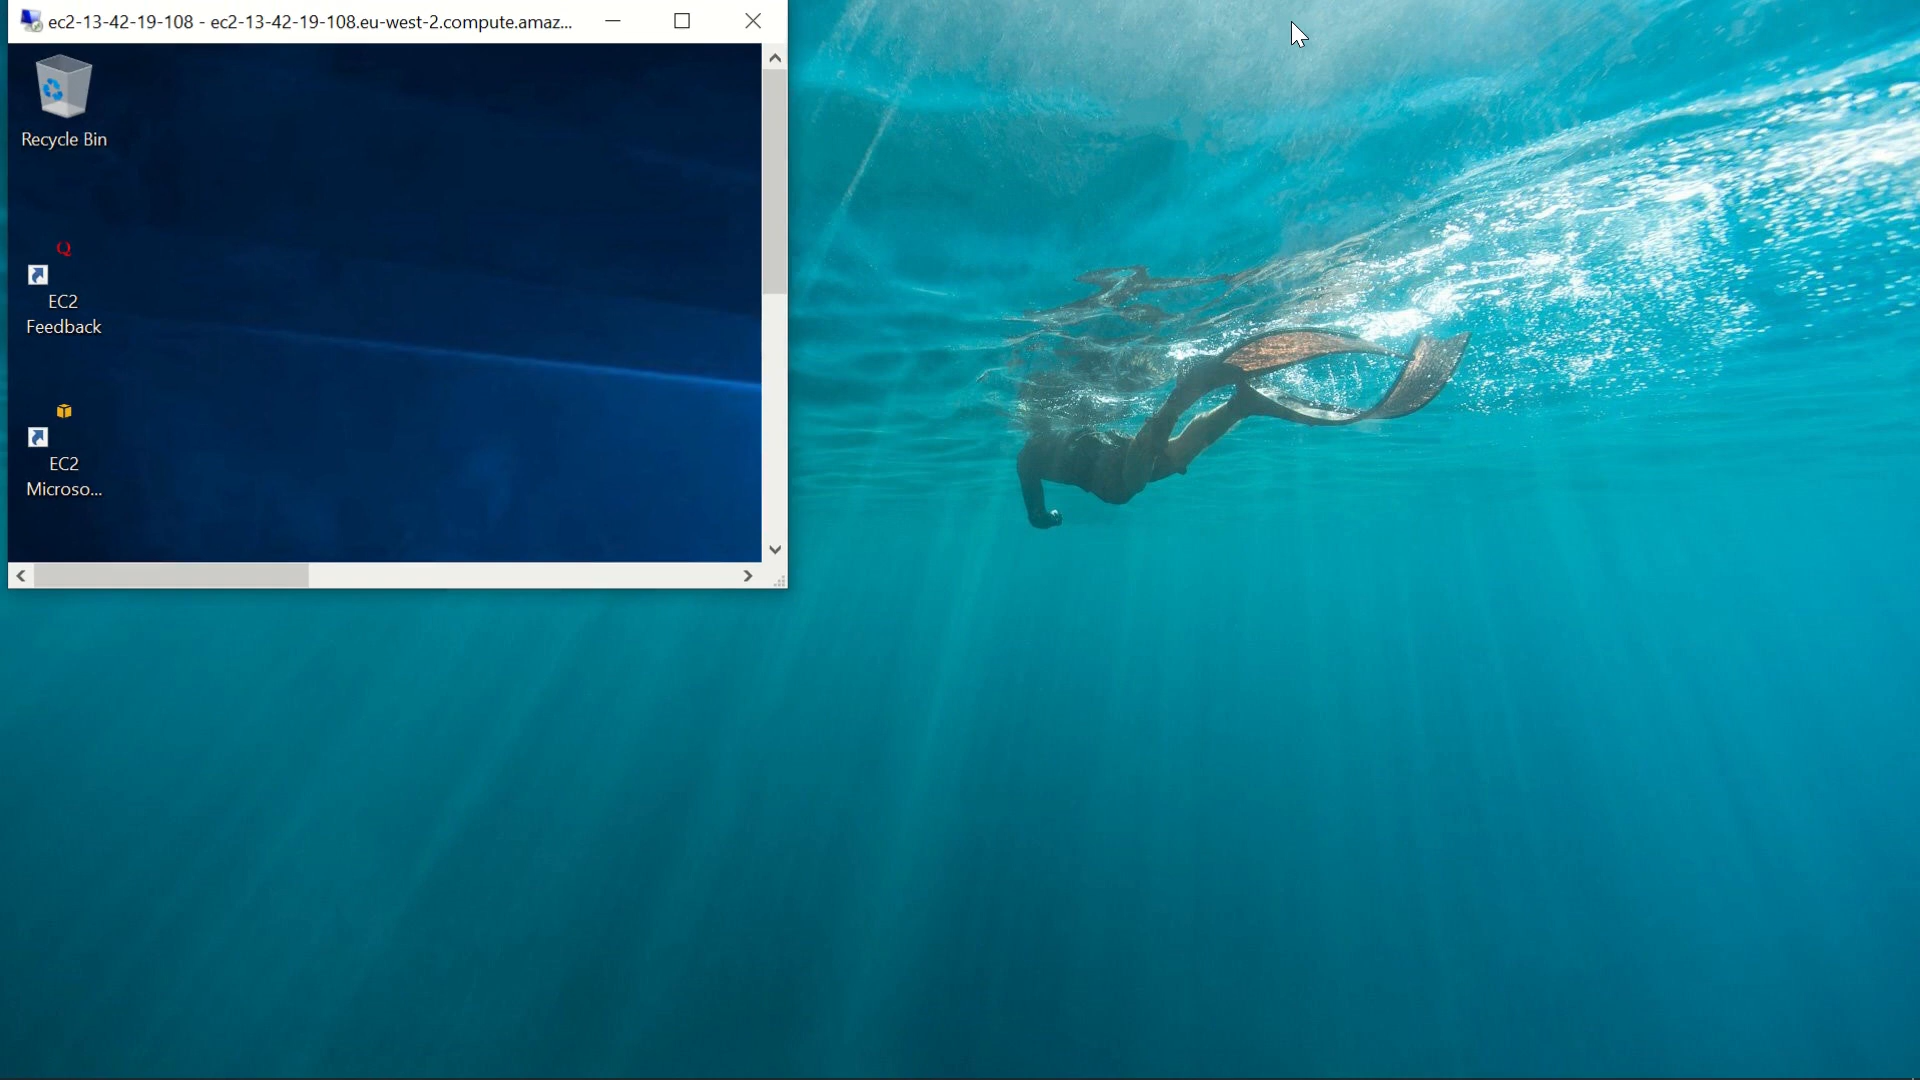 ec2-13-42-19-108 - ec2-13-42-19-108.eu-west-2.compute.amaz...
Recycle Bin
Q
EC2
Feedback
EC2
Microso...